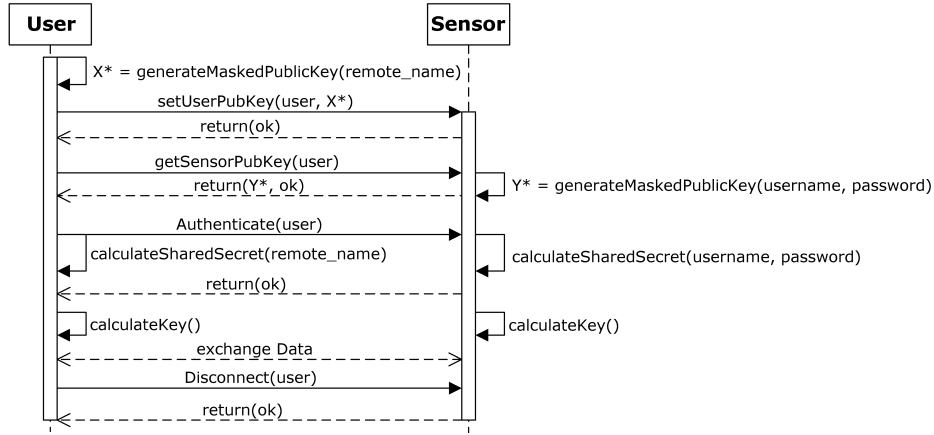 User
Sensor
X* = generateMaskedPublicKey(remote_name)
setUserPubKey(user, X*)
return(ok)
getSensorPubKey(user)
return(Y*, ok)
Y* = generateMaskedPublicKey(username, password)
Authenticate(user)
calculateSharedSecret(remote_name)
calculateSharedSecret(username, password)
return(ok)
calculateKey()
calculateKey()
exchange Data
Disconnect(user)
return(ok)